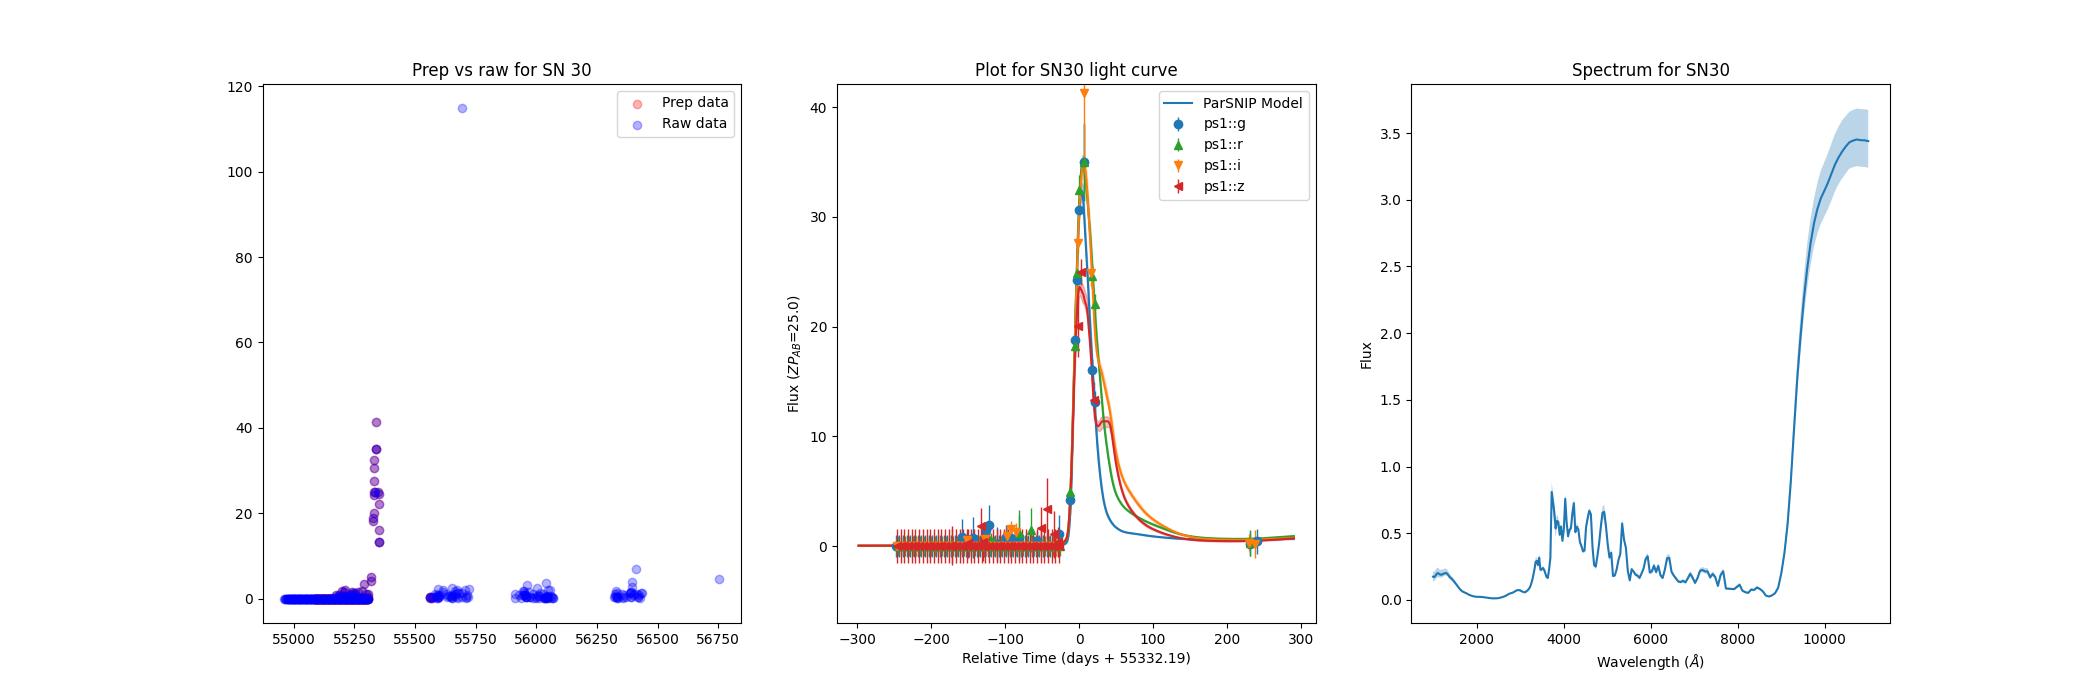 Prep vs raw for SN 30
120
100
80
60
40
20
0
55000
55250
55500
55750
56000
56250
56500
56750
Prep data
Raw data
Plot for SN30 light curve
Flux (ZP_AB=25.0)
40
30
20
10
0
−300
−200
−100
0
100
200
300
Relative Time (days + 55332.19)
ParSNIP Model
ps1::g
ps1::r
ps1::i
ps1::z
Spectrum for SN30
Flux
3.5
3.0
2.5
2.0
1.5
1.0
0.5
0.0
2000
4000
6000
8000
10000
Wavelength (Å)